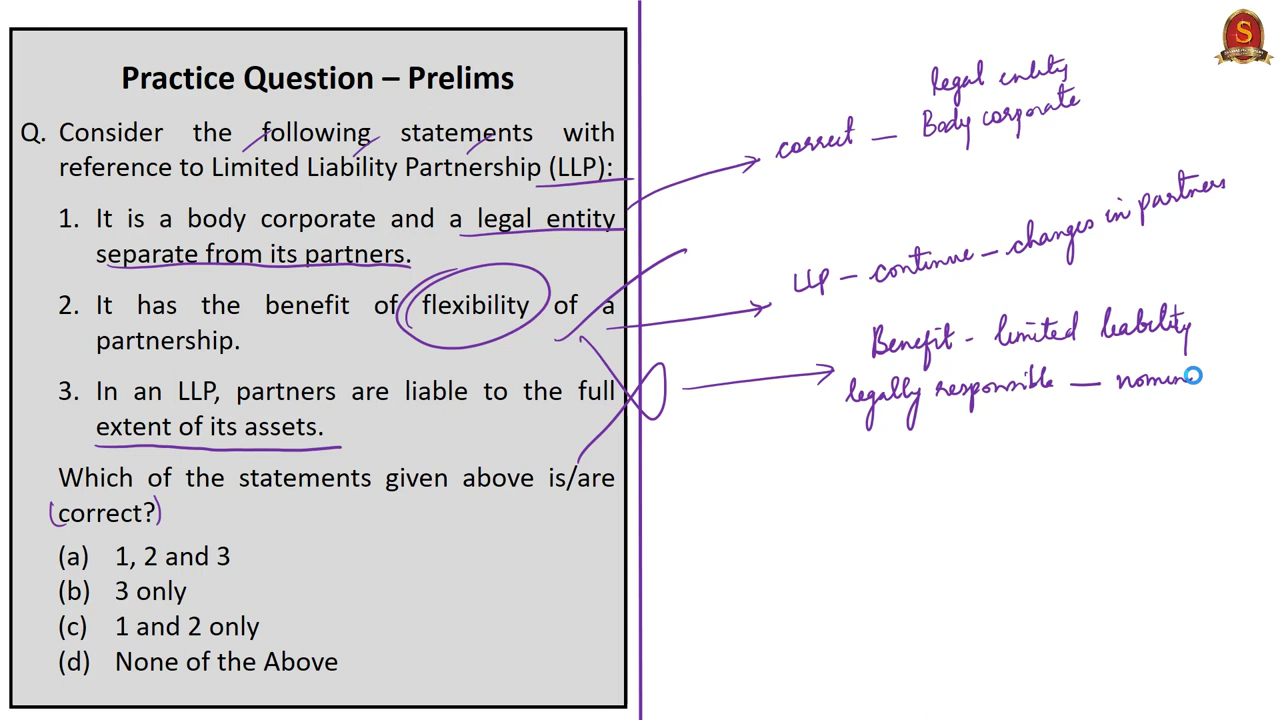 Practice Question – Prelims
Q. Consider the following statements with
reference to Limited Liability Partnership (LLP):
1. It is a body corporate and a legal entity
separate from its partners.
2. It has the benefit of flexibility of a
partnership.
3. In an LLP, partners are liable to the full
extent of its assets.
Which of the statements given above is/are
correct?
(a) 1, 2 and 3
(b) 3 only
(c) 1 and 2 only
(d) None of the Above
legal entity
correct — Body corporate
LLP – continue – changes in partners
Benefit - limited liability
legally responsible — nomin
S